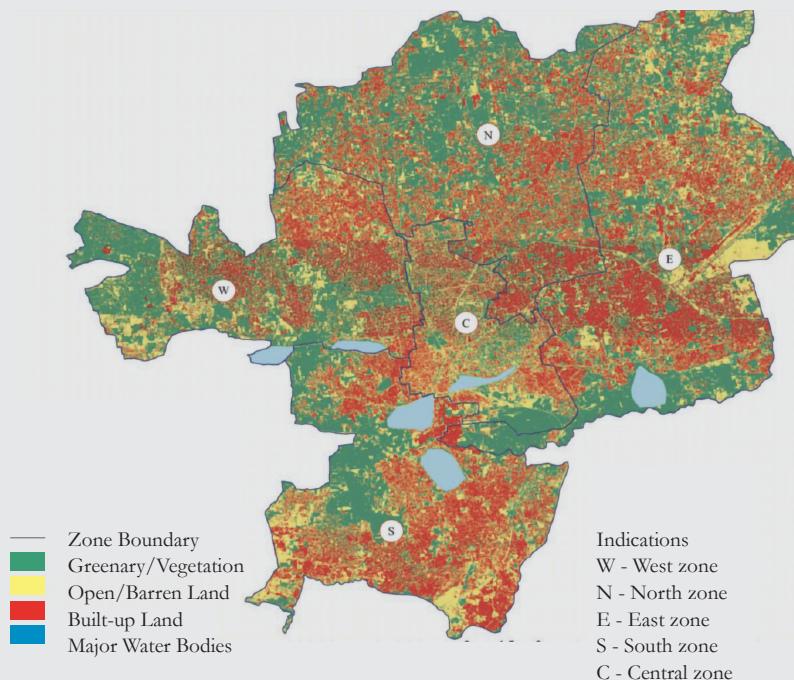 N
E
W
C
S
Zone Boundary
Greenary/Vegetation
Open/Barren Land
Built-up Land
Major Water Bodies
Indications
W - West zone
N - North zone
E - East zone
S - South zone
C - Central zone